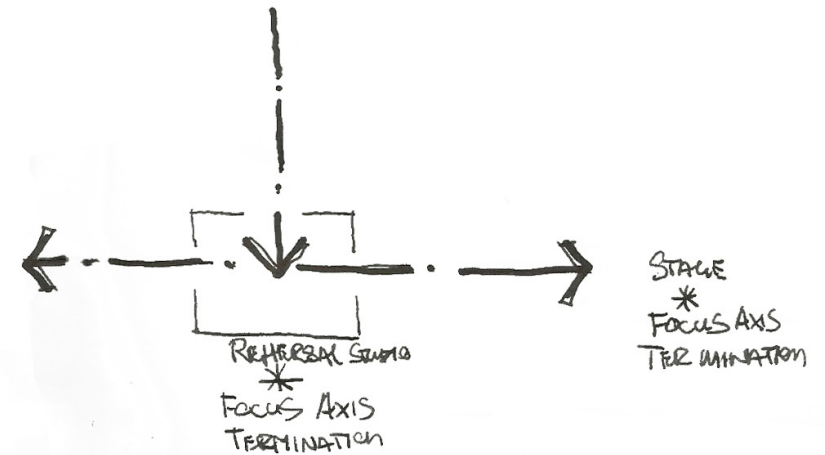 REHERSAL STUDIO
*
FOCUS AXIS
TERMINATION
STAGE
*
FOCUS AXIS
TERMINATION